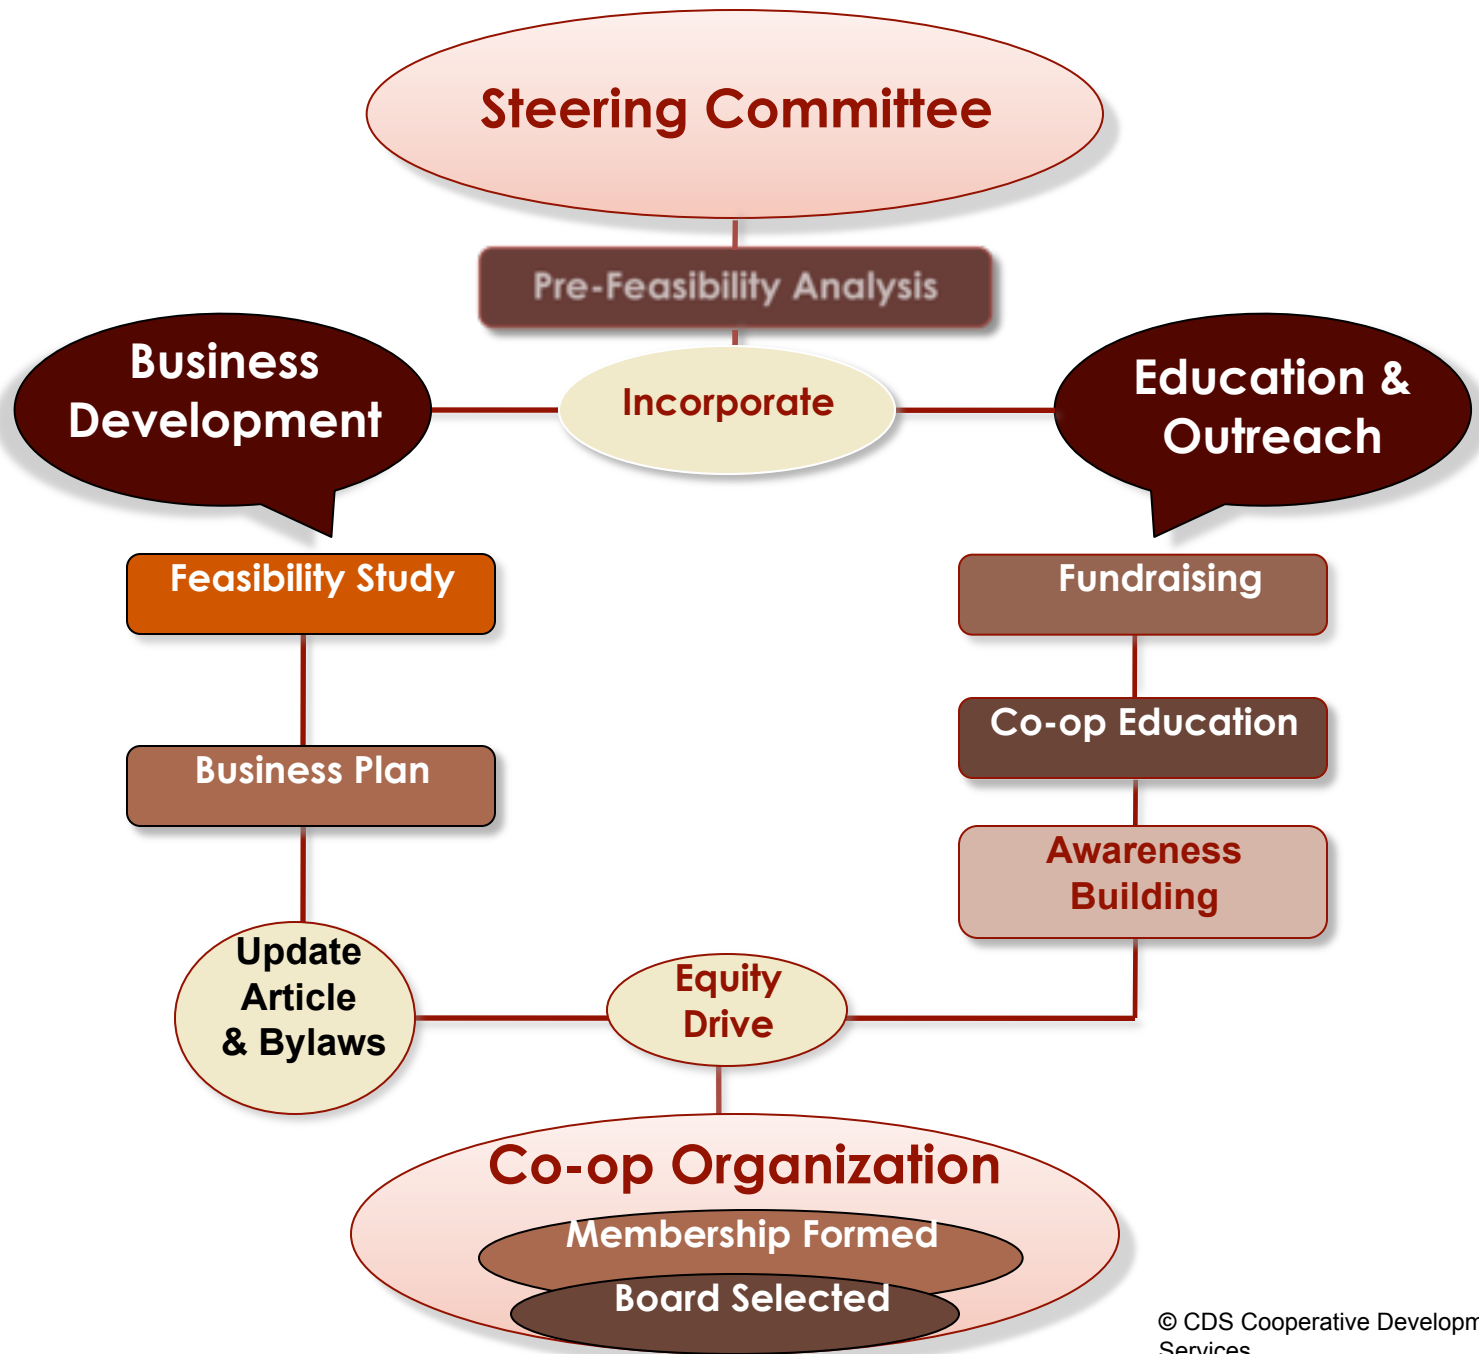 Steering Committee
Pre-Feasibility Analysis
Business
Development
Incorporate
Education &
Outreach
Feasibility Study
Business Plan
Update
Article
& Bylaws
Fundraising
Co-op Education
Awareness
Building
Equity
Drive
Co-op Organization
Membership Formed
Board Selected
© CDS Cooperative Developm
Services